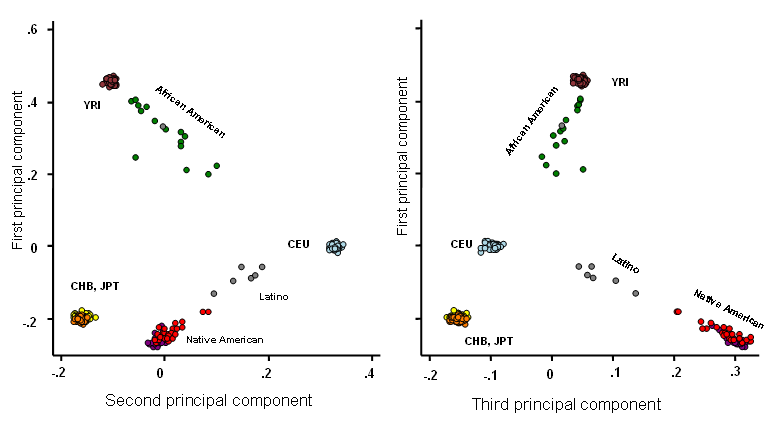 First principal component
.6
.4
.2
0
-.2
YRI
African American
CEU
CHB, JPT
Latino
Native American
-.2
0
.2
.4
Second principal component
First principal component
YRI
African American
CEU
Latino
Native American
CHB, JPT
-.2
-.1
0
.1
.2
.3
Third principal component